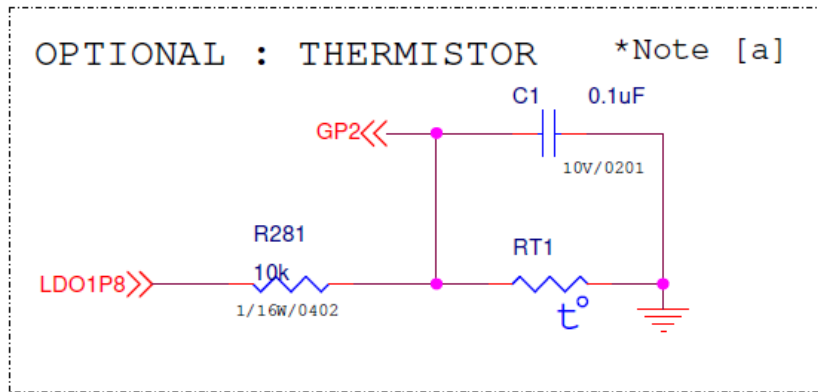 OPTIONAL : THERMISTOR *Note [a]
C1 0.1uF
GP2
10V/0201
R281
RT1
LDO1P8
10k
1/16W/0402
t°